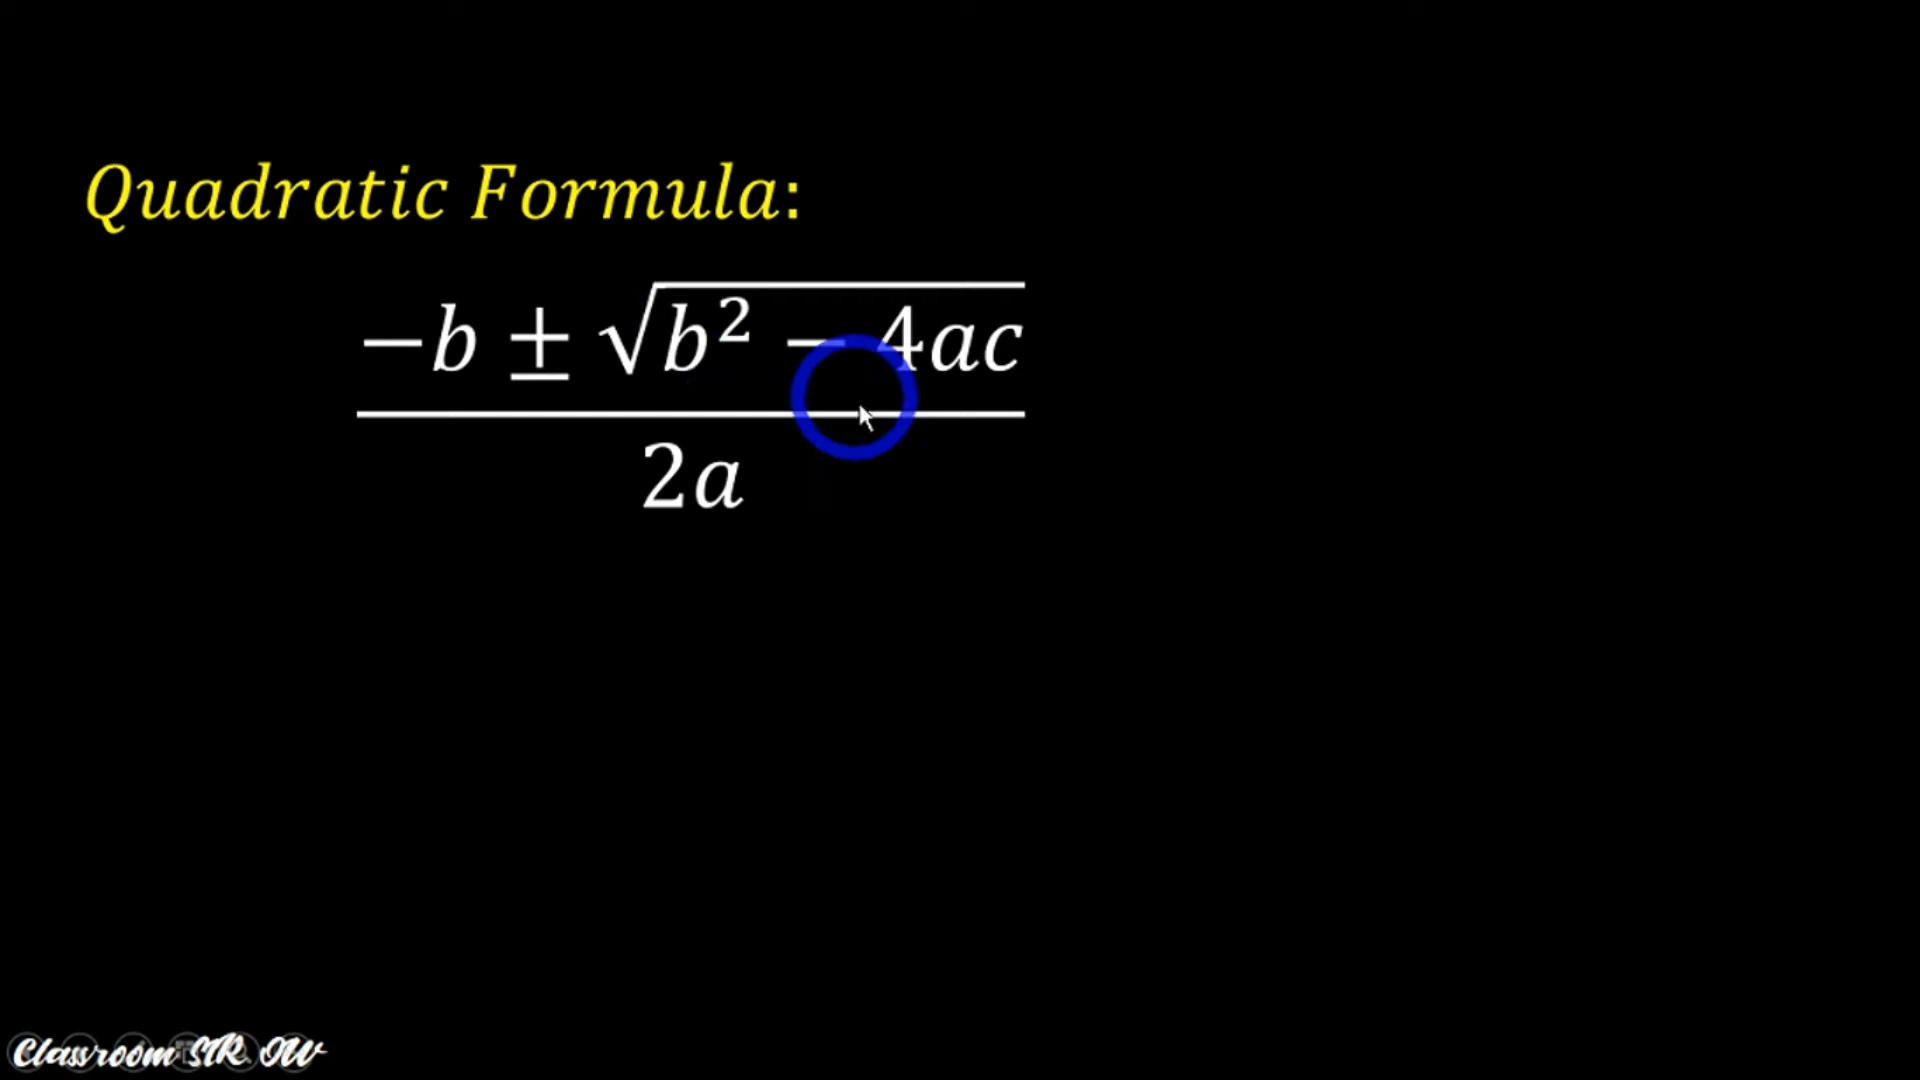 Quadratic Formula:
−b ± √b² − 4ac
2a
Classroom STR OW